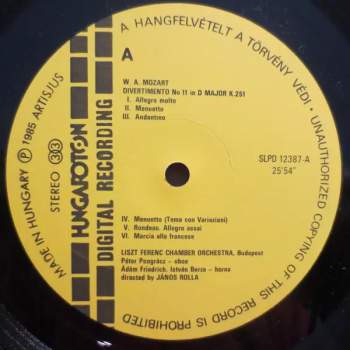 A HANGFELVÉTELT A TÖRVÉNY VÉDI · UNAUTHORIZED COPYING OF THIS RECORD IS PROHIBITED
MADE IN HUNGARY Ⓟ 1985 ARTISJUS
STEREO 33
HUNGAROTON
DIGITAL RECORDING
A
W. A. MOZART
DIVERTIMENTO No 11 in D MAJOR K.251
I. Allegro molto
II. Menuetto
III. Andantino
SLPD 12387-A
25'54"
IV. Menuetto (Tema con Variazioni)
V. Rondeau. Allegro assai
VI. Marcia alla francese
LISZT FERENC CHAMBER ORCHESTRA, Budapest
Péter Pongrácz – oboe
Ádám Friedrich, István Borza – horns
directed by JÁNOS ROLLA